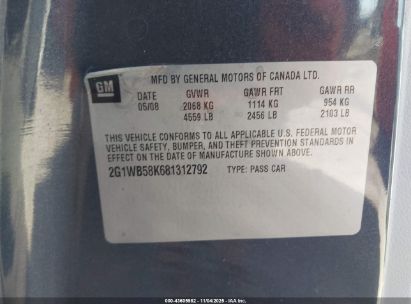 GM
MFD BY GENERAL MOTORS OF CANADA LTD.
DATE GVWR GAWR FRT GAWR RR
05/08 2068 KG 1114 KG 954 KG
4559 LB 2456 LB 2103 LB
THIS VEHICLE CONFORMS TO ALL APPLICABLE U.S. FEDERAL MOTOR
VEHICLE SAFETY, BUMPER, AND THEFT PREVENTION STANDARDS IN
EFFECT ON THE DATE OF MANUFACTURE SHOWN ABOVE.
2G1WB58K681312792 TYPE: PASS CAR